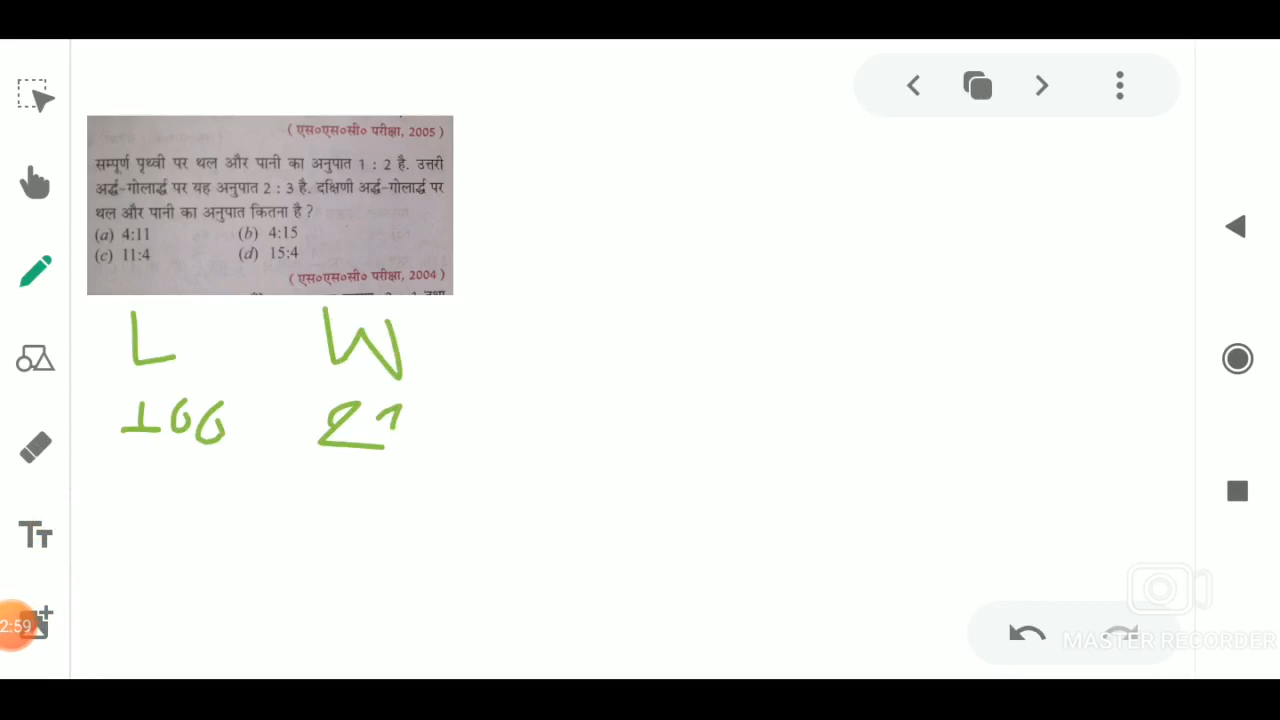 ( एस०एस०सी० परीक्षा, 2005 )
सम्पूर्ण पृथ्वी पर थल और पानी का अनुपात 1 : 2 है. उत्तरी
अर्द्ध-गोलार्द्ध पर यह अनुपात 2 : 3 है. दक्षिणी अर्द्ध-गोलार्द्ध पर
थल और पानी का अनुपात कितना है ?
(a) 4:11 (b) 4:15
(c) 11:4 (d) 15:4
( एस०एस०सी० परीक्षा, 2004 )
L W
100 2
Tт
2:59
MASTER RECORDER